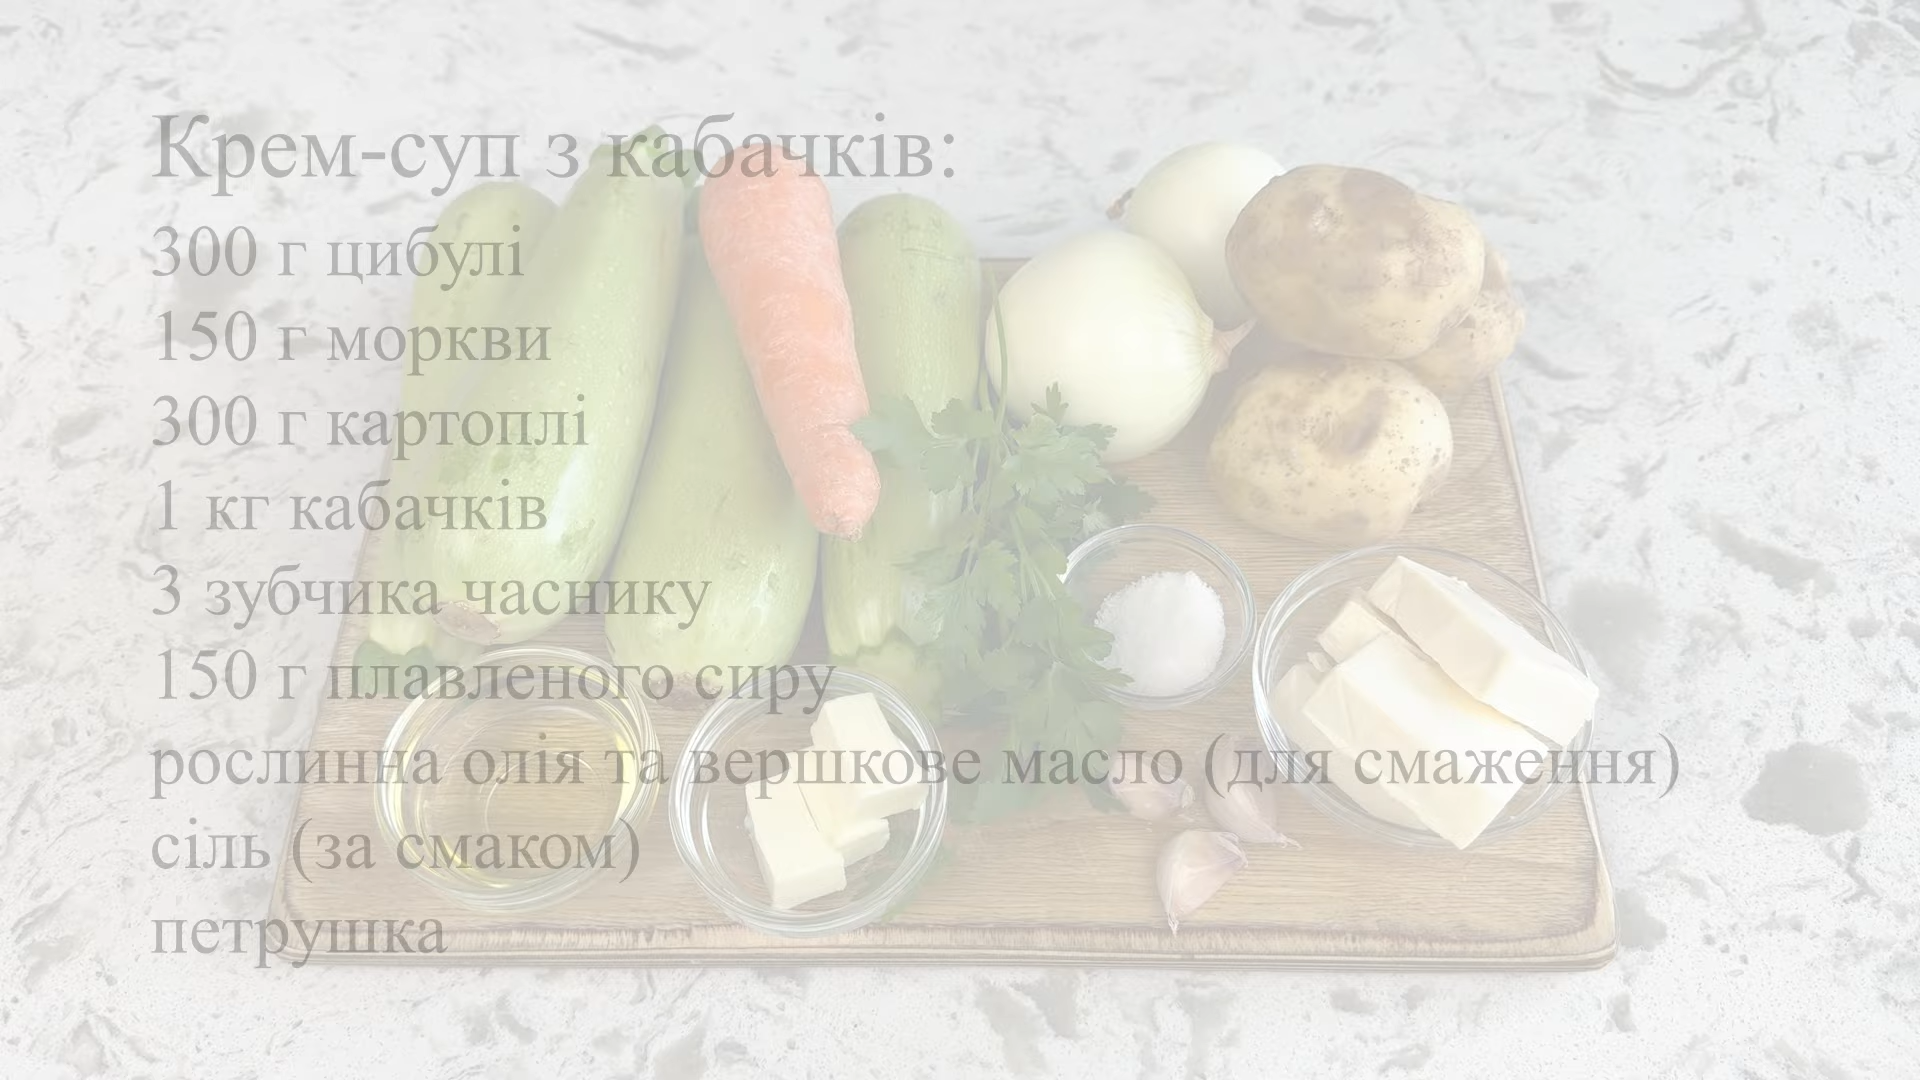 Крем-суп з кабачків:
300 г цибулі
150 г моркви
300 г картоплі
1 кг кабачків
3 зубчика часнику
150 г плавленого сиру
рослинна олія та вершкове масло (для смаження)
сіль (за смаком)
петрушка